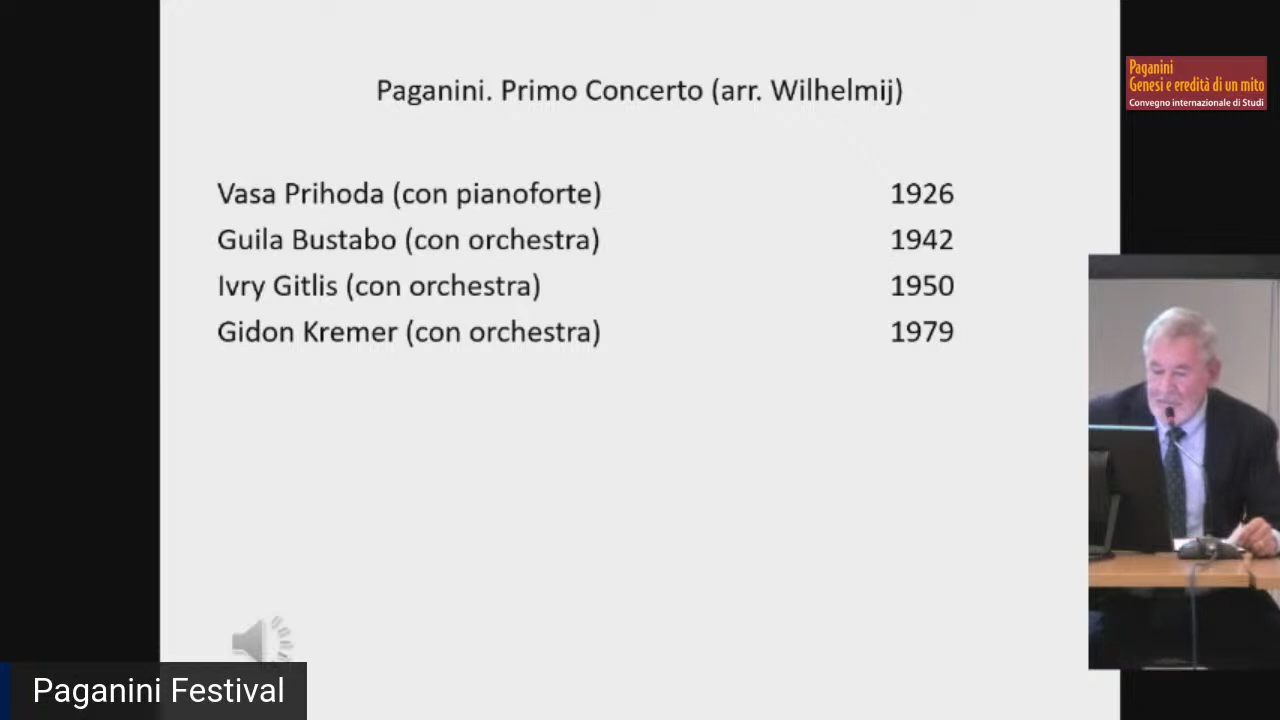 Paganini. Primo Concerto (arr. Wilhelmij)
Paganini
Genesi e eredità di un mito
Convegno internazionale di Studi
Vasa Prihoda (con pianoforte) 1926
Guila Bustabo (con orchestra) 1942
Ivry Gitlis (con orchestra) 1950
Gidon Kremer (con orchestra) 1979
Paganini Festival